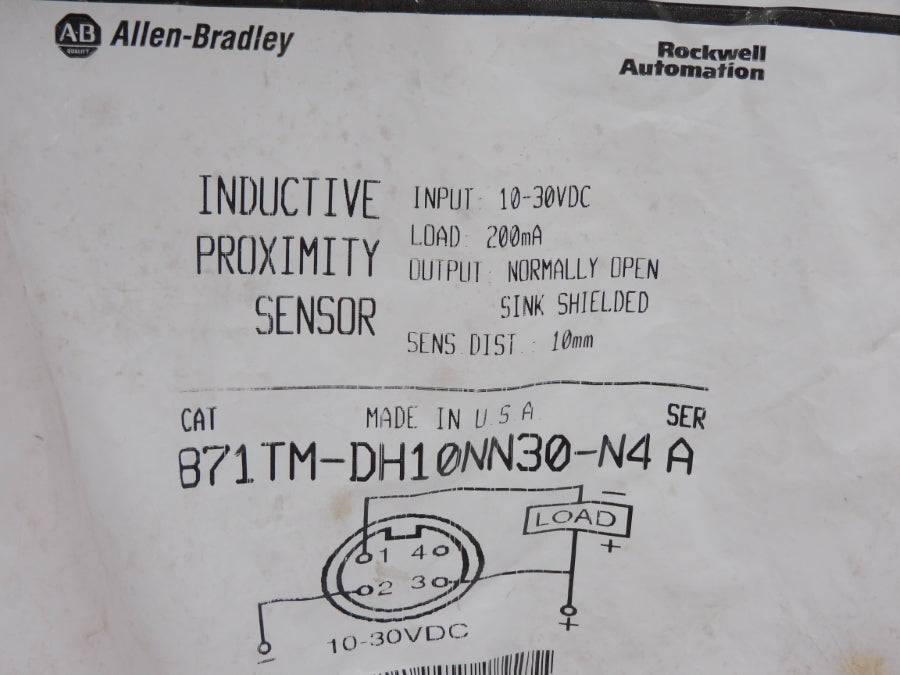 AB QUALITY Allen-Bradley
Rockwell
Automation
INDUCTIVE
PROXIMITY
SENSOR
INPUT: 10-30VDC
LOAD: 200mA
OUTPUT: NORMALLY OPEN
SINK SHIELDED
SENS. DIST.: 10mm
CAT MADE IN U.S.A. SER
871TM-DH10NN30-N4 A
−
LOAD
+
1 4
2 3
+
−
10-30VDC